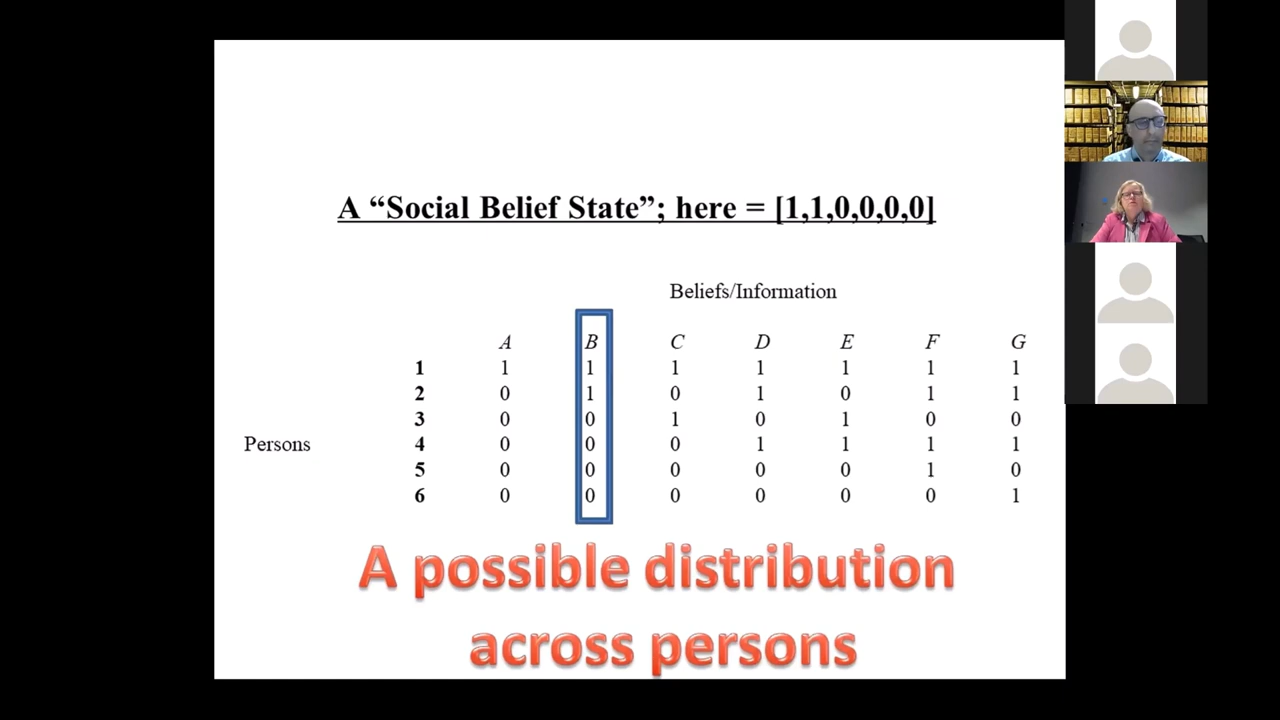 A “Social Belief State”; here = [1,1,0,0,0,0]
Beliefs/Information
A B C D E F G
1 1 1 1 1 1 1 1
2 0 1 0 1 0 1 1
3 0 0 1 0 1 0 0
Persons 4 0 0 0 1 1 1 1
5 0 0 0 0 0 1 0
6 0 0 0 0 0 0 1
A possible distribution
across persons